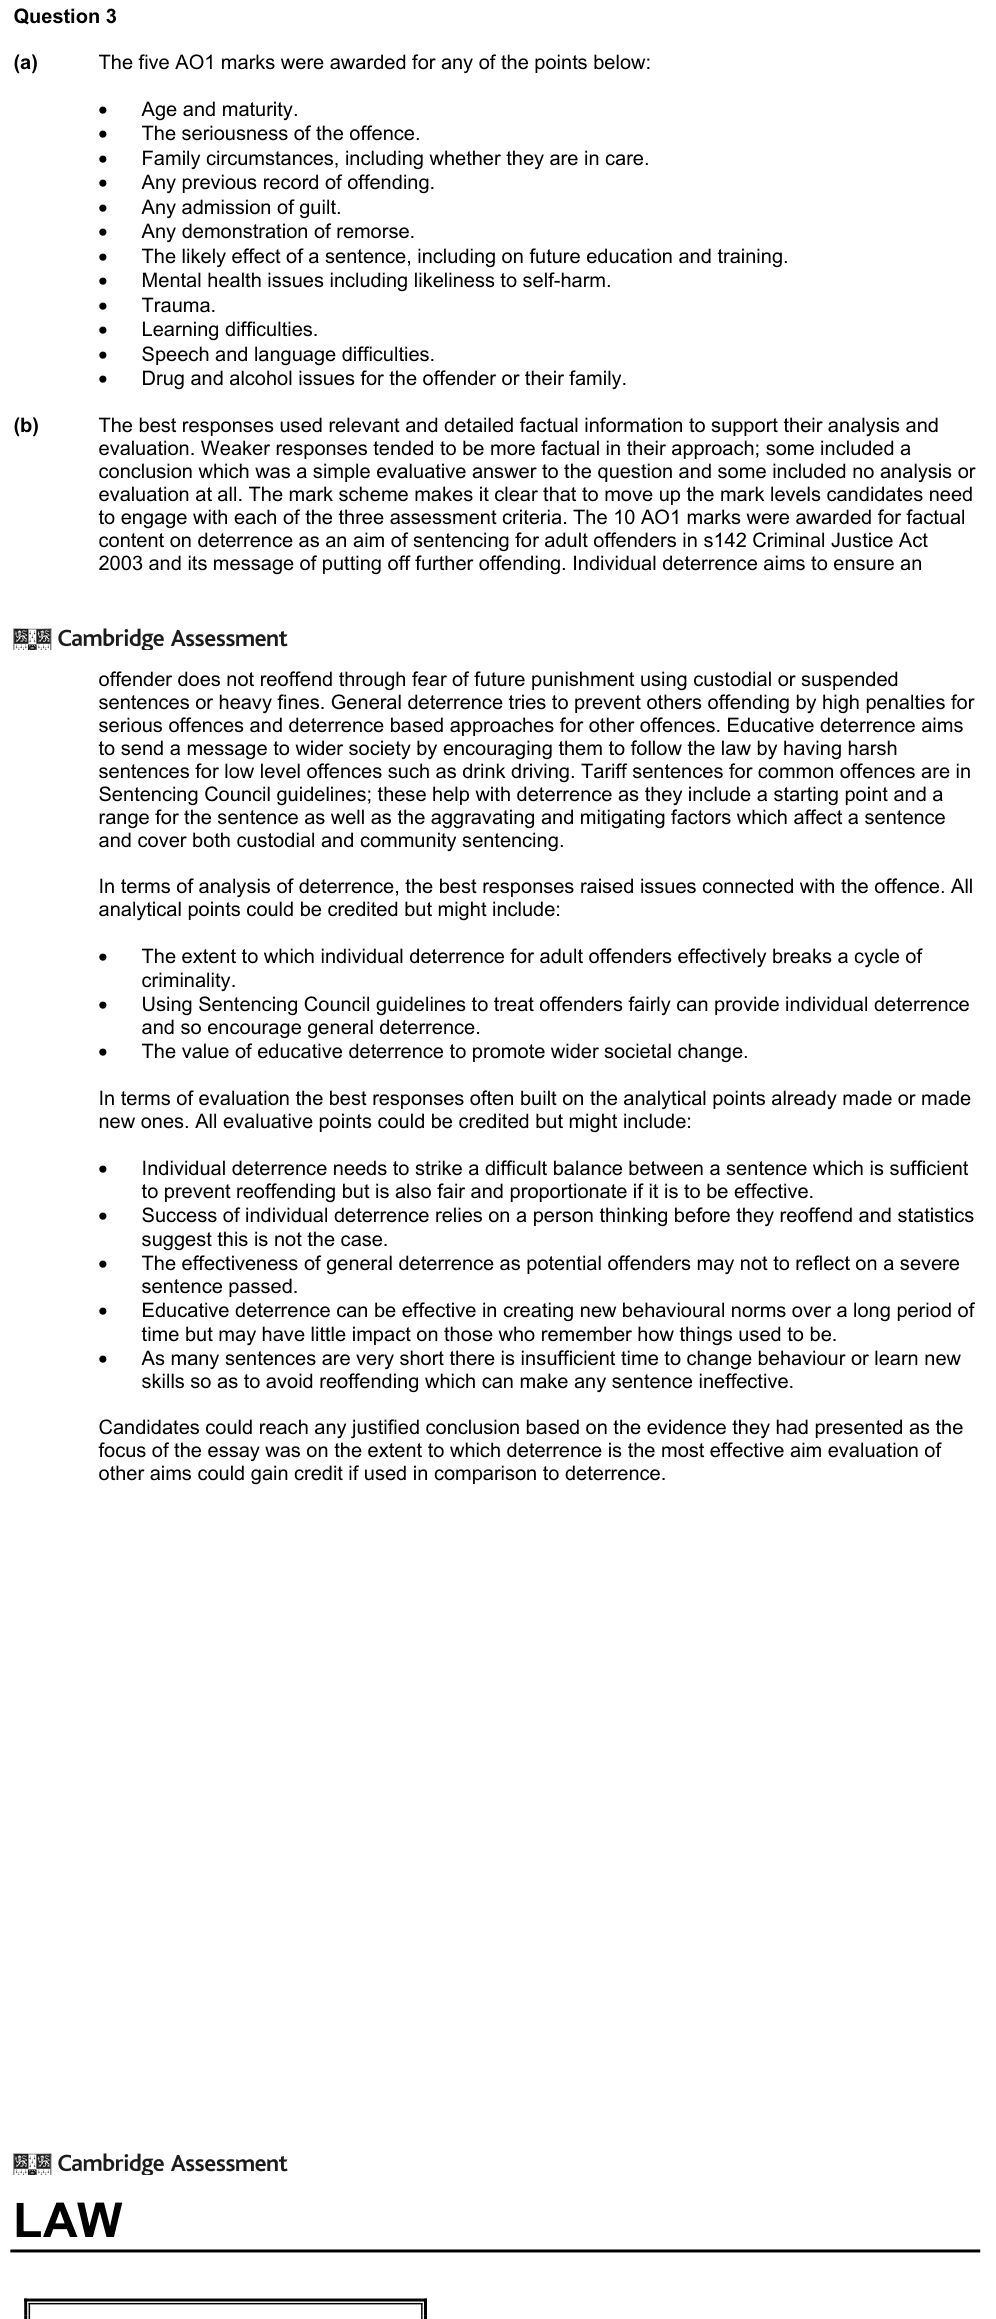 Question 3
(a) The five AO1 marks were awarded for any of the points below:
• Age and maturity.
• The seriousness of the offence.
• Family circumstances, including whether they are in care.
• Any previous record of offending.
• Any admission of guilt.
• Any demonstration of remorse.
• The likely effect of a sentence, including on future education and training.
• Mental health issues including likeliness to self-harm.
• Trauma.
• Learning difficulties.
• Speech and language difficulties.
• Drug and alcohol issues for the offender or their family.
(b) The best responses used relevant and detailed factual information to support their analysis and
evaluation. Weaker responses tended to be more factual in their approach; some included a
conclusion which was a simple evaluative answer to the question and some included no analysis or
evaluation at all. The mark scheme makes it clear that to move up the mark levels candidates need
to engage with each of the three assessment criteria. The 10 AO1 marks were awarded for factual
content on deterrence as an aim of sentencing for adult offenders in s142 Criminal Justice Act
2003 and its message of putting off further offending. Individual deterrence aims to ensure an
Cambridge Assessment
offender does not reoffend through fear of future punishment using custodial or suspended
sentences or heavy fines. General deterrence tries to prevent others offending by high penalties for
serious offences and deterrence based approaches for other offences. Educative deterrence aims
to send a message to wider society by encouraging them to follow the law by having harsh
sentences for low level offences such as drink driving. Tariff sentences for common offences are in
Sentencing Council guidelines; these help with deterrence as they include a starting point and a
range for the sentence as well as the aggravating and mitigating factors which affect a sentence
and cover both custodial and community sentencing.
In terms of analysis of deterrence, the best responses raised issues connected with the offence. All
analytical points could be credited but might include:
• The extent to which individual deterrence for adult offenders effectively breaks a cycle of
criminality.
• Using Sentencing Council guidelines to treat offenders fairly can provide individual deterrence
and so encourage general deterrence.
• The value of educative deterrence to promote wider societal change.
In terms of evaluation the best responses often built on the analytical points already made or made
new ones. All evaluative points could be credited but might include:
• Individual deterrence needs to strike a difficult balance between a sentence which is sufficient
to prevent reoffending but is also fair and proportionate if it is to be effective.
• Success of individual deterrence relies on a person thinking before they reoffend and statistics
suggest this is not the case.
• The effectiveness of general deterrence as potential offenders may not to reflect on a severe
sentence passed.
• Educative deterrence can be effective in creating new behavioural norms over a long period of
time but may have little impact on those who remember how things used to be.
• As many sentences are very short there is insufficient time to change behaviour or learn new
skills so as to avoid reoffending which can make any sentence ineffective.
Candidates could reach any justified conclusion based on the evidence they had presented as the
focus of the essay was on the extent to which deterrence is the most effective aim evaluation of
other aims could gain credit if used in comparison to deterrence.
Cambridge Assessment
LAW